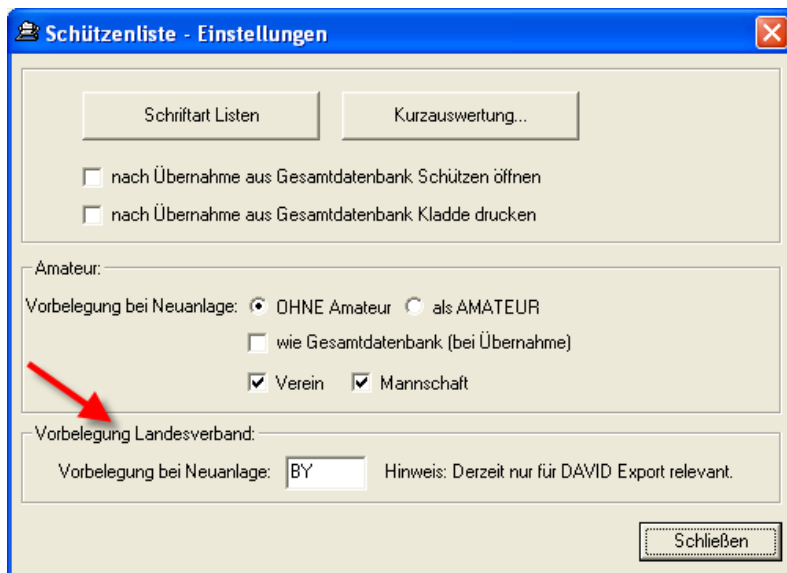 Schützenliste - Einstellungen
Schriftart Listen Kurzauswertung...
nach Übernahme aus Gesamtdatenbank Schützen öffnen
nach Übernahme aus Gesamtdatenbank Kladde drucken
Amateur:
Vorbelegung bei Neuanlage: OHNE Amateur als AMATEUR
wie Gesamtdatenbank (bei Übernahme)
Verein Mannschaft
Vorbelegung Landesverband:
Vorbelegung bei Neuanlage: BY Hinweis: Derzeit nur für DAVID Export relevant.
Schließen